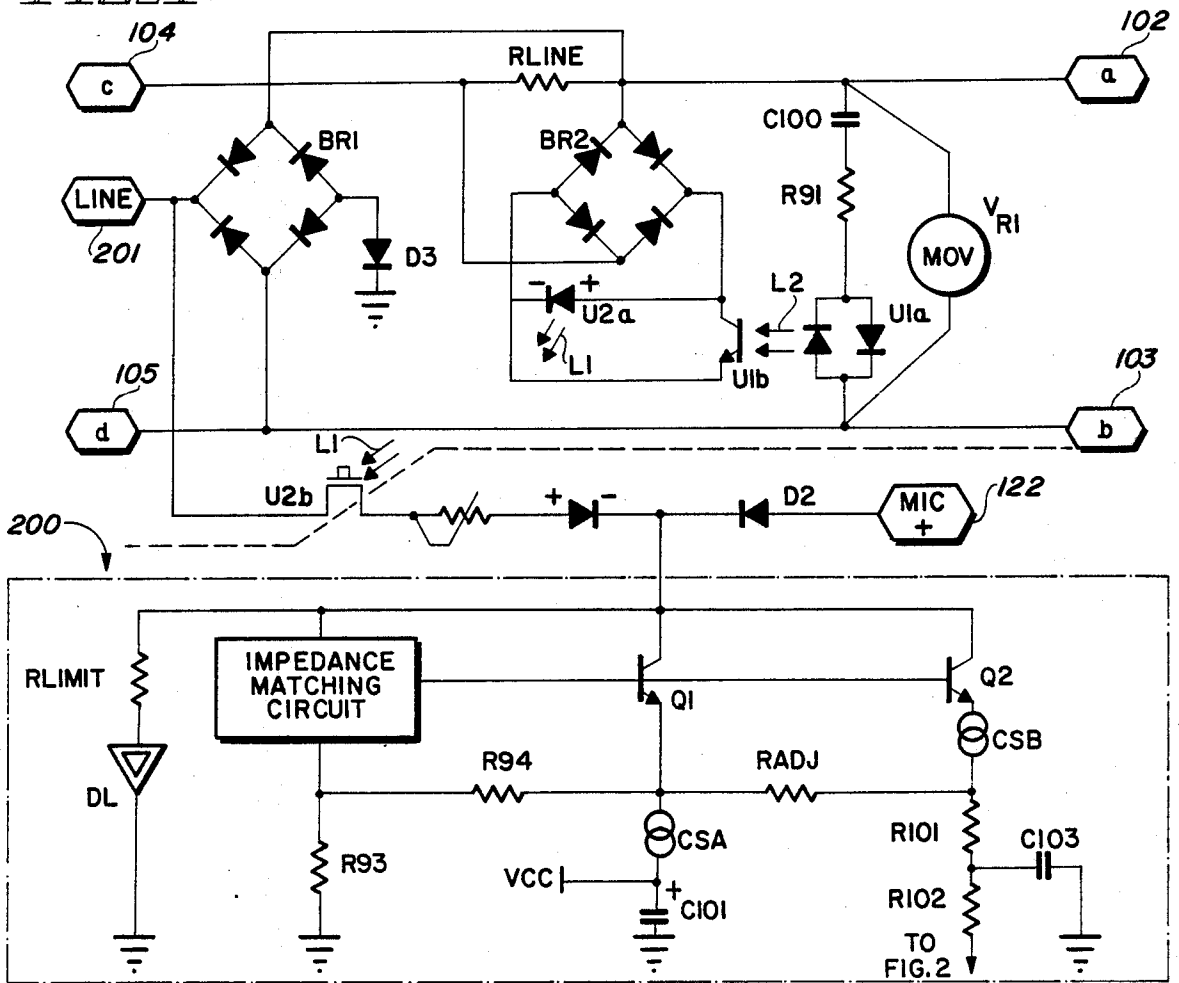 104
102
c
RLINE
a
C100
BR1
BR2
LINE
R91
201
V
R1
D3
MOV
- +
U2a
L2
U1a
L1
U1b
105
103
d
b
L1
U2b
+ -
D2
MIC
+
122
200
RLIMIT
IMPEDANCE
MATCHING
CIRCUIT
Q1
Q2
CSB
R94
RADJ
DL
CSA
R101
C103
R93
VCC
+
C101
R102
TO
FIG.2